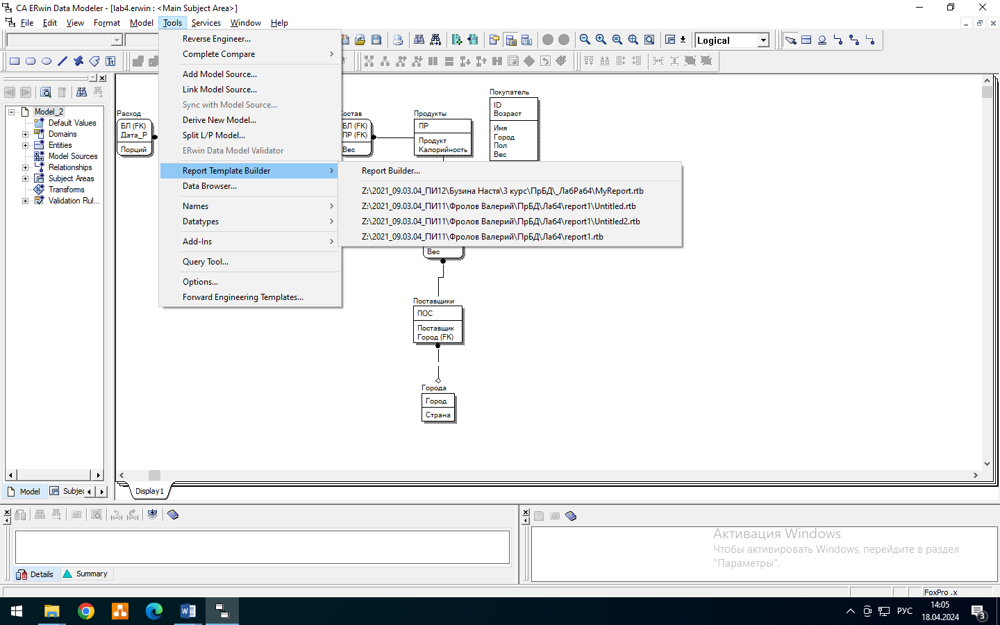 CA ERwin Data Modeler - [lab4.erwin : <Main Subject Area>]
File Edit View Format Model Tools Services Window Help
Logical
Reverse Engineer...
Complete Compare
Add Model Source...
Link Model Source...
Sync with Model Source...
Derive New Model...
Split L/P Model...
ERwin Data Model Validator
Report Template Builder
Data Browser...
Names
Datatypes
Add-Ins
Query Tool...
Options...
Forward Engineering Templates...
Report Builder...
Z:\2021_09.03.04_ПИ12\Бузина Настя\3 курс\ПрБД\_ЛабРаб4\MyReport.rtb
Z:\2021_09.03.04_ПИ11\Фролов Валерий\ПрБД\Лаб4\report1\Untitled.rtb
Z:\2021_09.03.04_ПИ11\Фролов Валерий\ПрБД\Лаб4\report1\Untitled2.rtb
Z:\2021_09.03.04_ПИ11\Фролов Валерий\ПрБД\Лаб4\report1.rtb
Model_2
Default Values
Domains
Entities
Model Sources
Relationships
Subject Areas
Transforms
Validation Rul...
Model
Subjec
Расход
БЛ (FK)
Дата_Р
Порций
Состав
БЛ (FK)
ПР (FK)
Вес
Продукты
ПР
Продукт
Калорийность
Покупатель
ID
Возраст
Имя
Город
Пол
Вес
Вес
Поставщики
ПОС
Поставщик
Город (FK)
Города
Город
Страна
Display1
Details
Summary
Активация Windows
Чтобы активировать Windows, перейдите в раздел
"Параметры".
FoxPro .x
РУС
14:05
18.04.2024
3